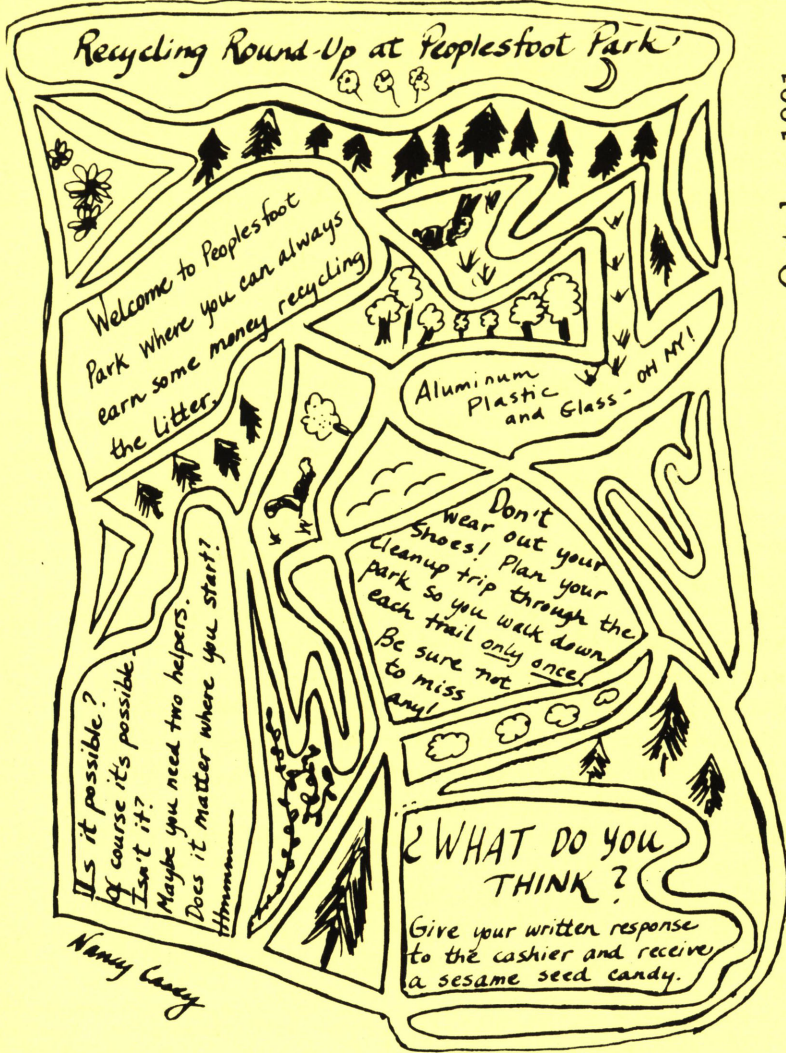 Recycling Round-Up at Peoplesfoot Park
Welcome to Peoplesfoot
Park where you can always
earn some money recycling
the litter.
Aluminum
Plastic
and Glass - OH MY!
Don't
wear out your
shoes! Plan your
cleanup trip through the
park so you walk down
each trail only once!
Be sure not
to miss
any!
Is it possible?
Of course it's possible.
Isn't it?
Maybe you need two helpers.
Does it matter where you start?
Hmmmm
¿WHAT DO YOU
THINK?
Give your written response
to the cashier and receive
a sesame seed candy.
Nancy Casey